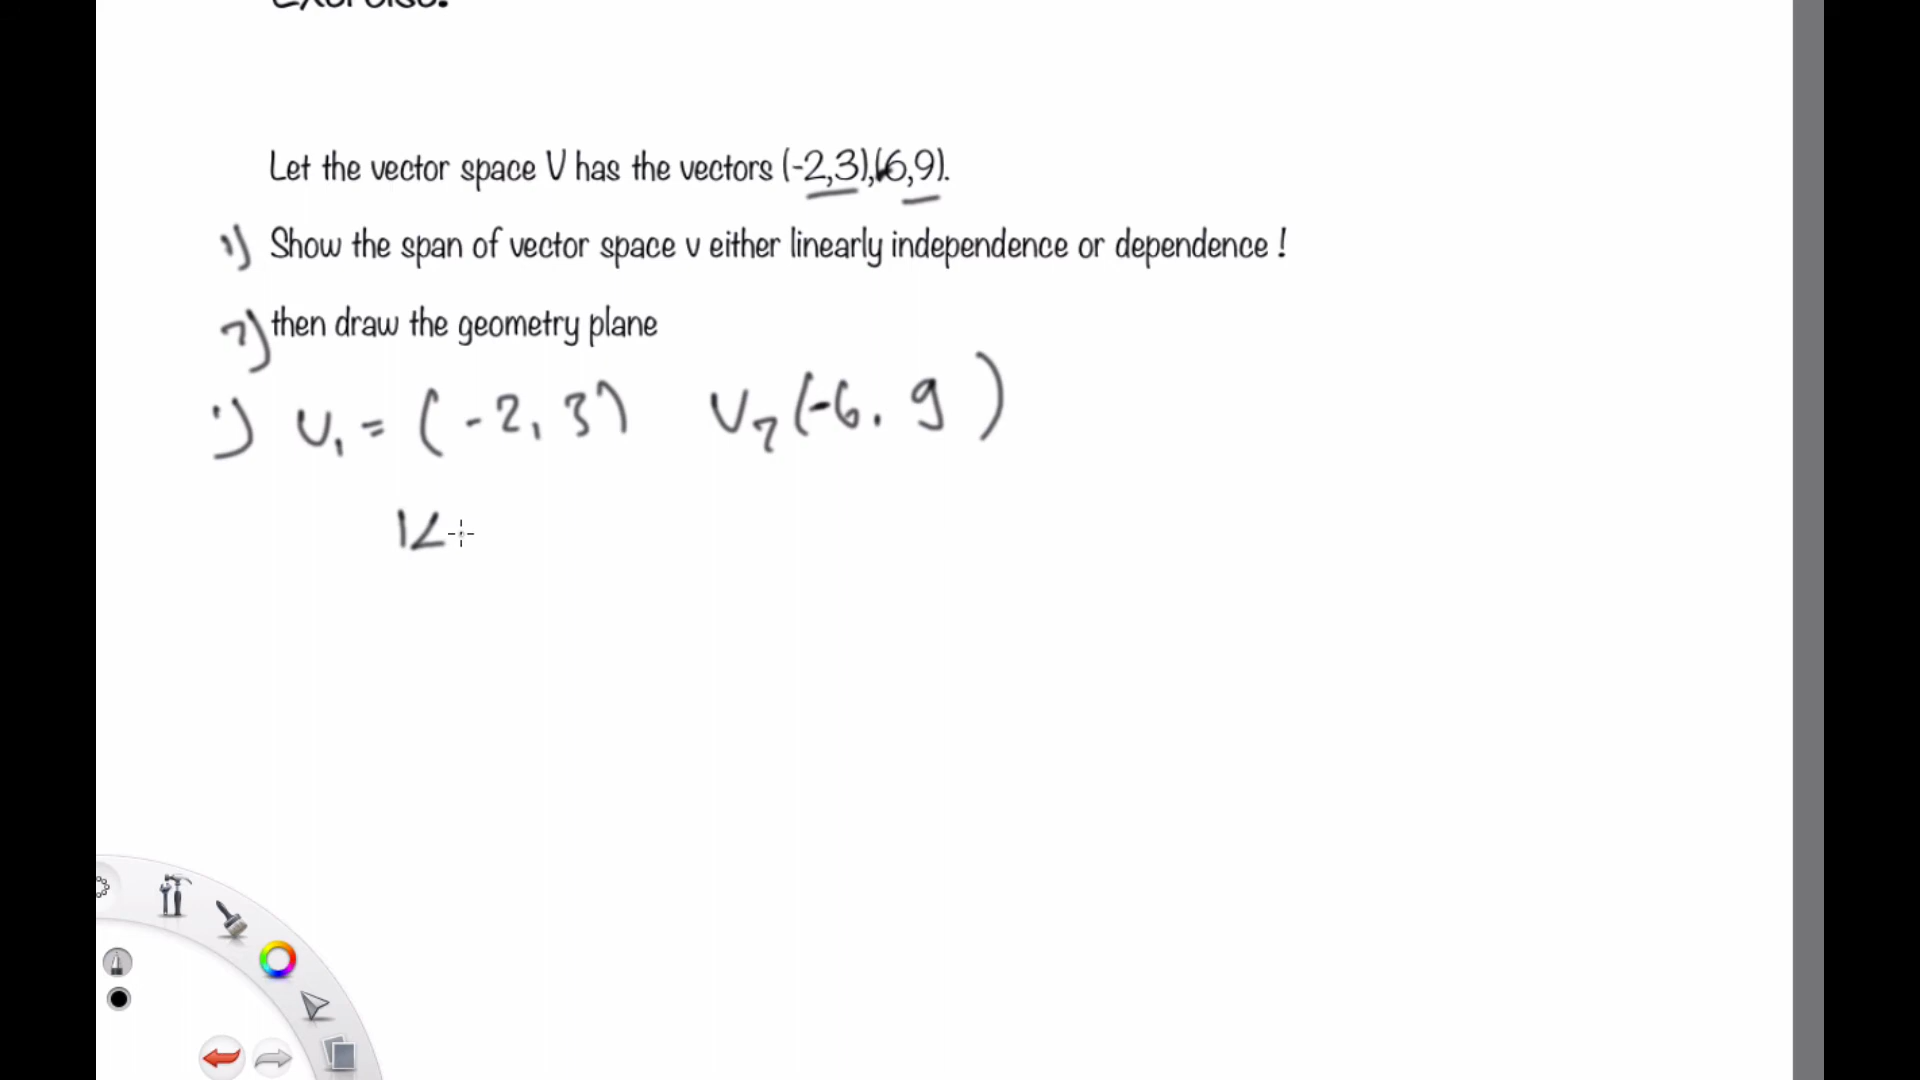 Exercise!
Let the vector space V has the vectors (-2,3),(-6,9).
1) Show the span of vector space v either linearly independence or dependence !
2) then draw the geometry plane
1) V₁ = (-2, 3) V₂ (-6, 9)
K